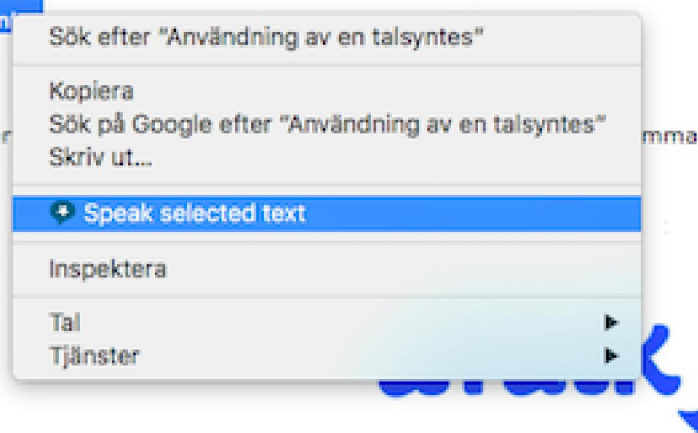 Sök efter ”Användning av en talsyntes”
Kopiera
Sök på Google efter ”Användning av en talsyntes”
Skriv ut...
mma
Speak selected text
Inspektera
Tal
Tjänster